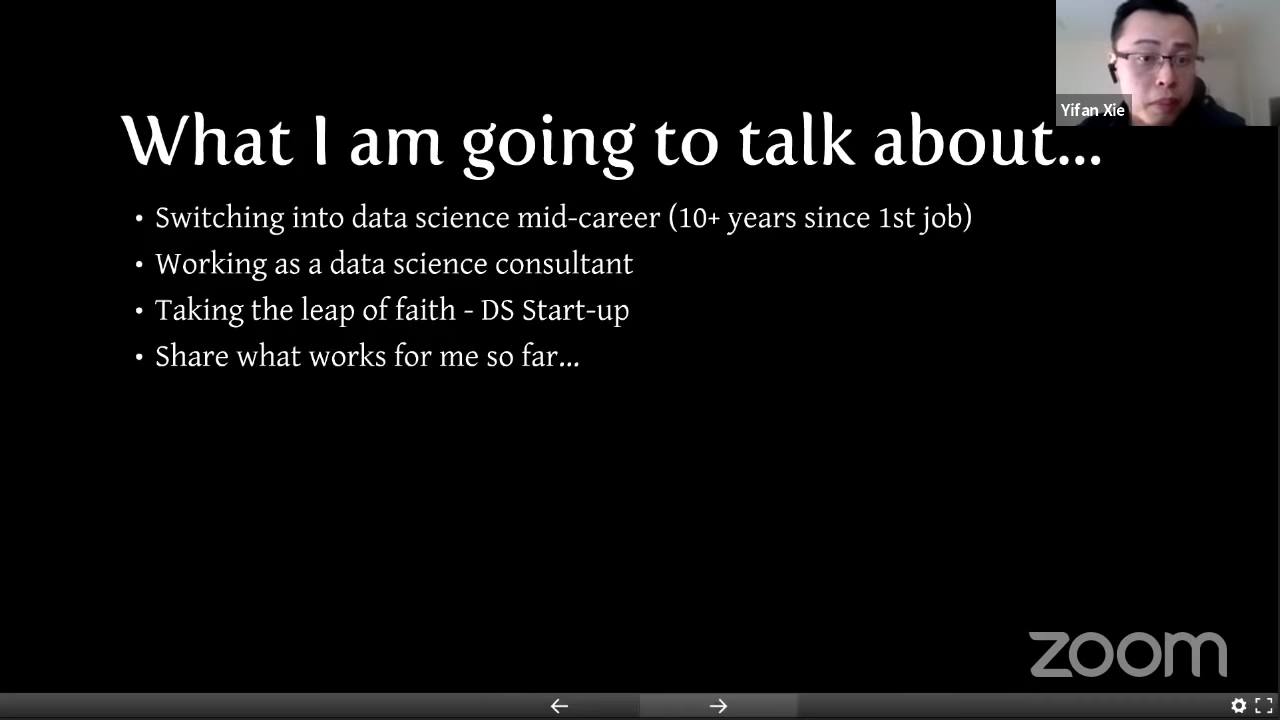 Yifan Xie
What I am going to talk about...
• Switching into data science mid-career (10+ years since 1st job)
• Working as a data science consultant
• Taking the leap of faith - DS Start-up
• Share what works for me so far...
zoom